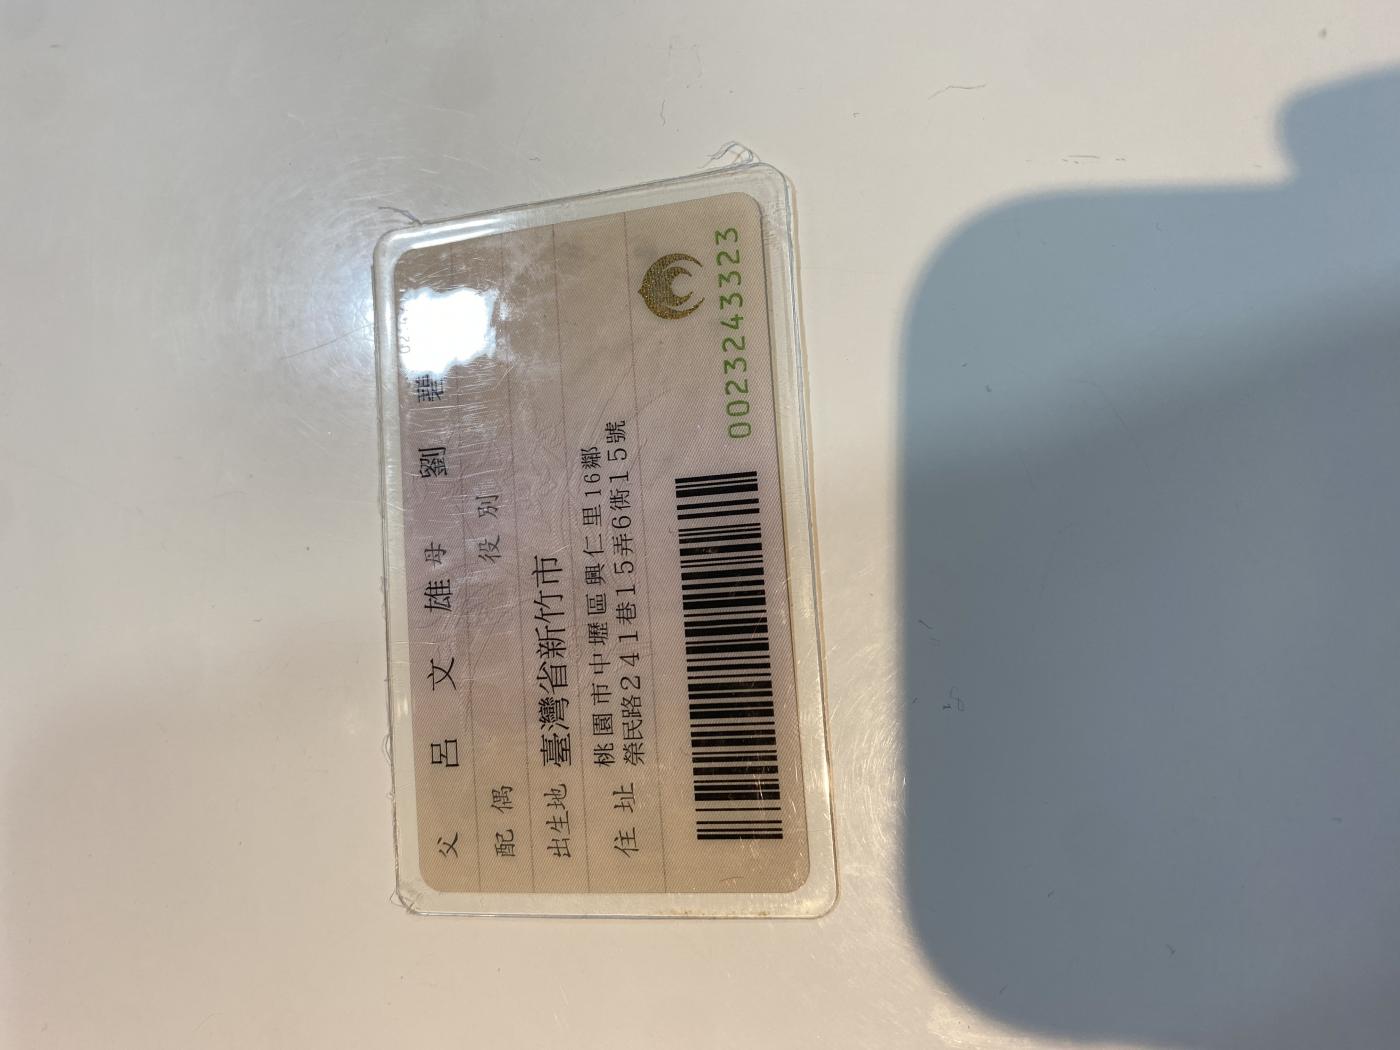 父 呂文雄 母 劉
配偶 役別
出生地 臺灣省新竹市
住址 桃園市中壢區興仁里16鄰
榮民路241巷15弄6衖15號
0023243323